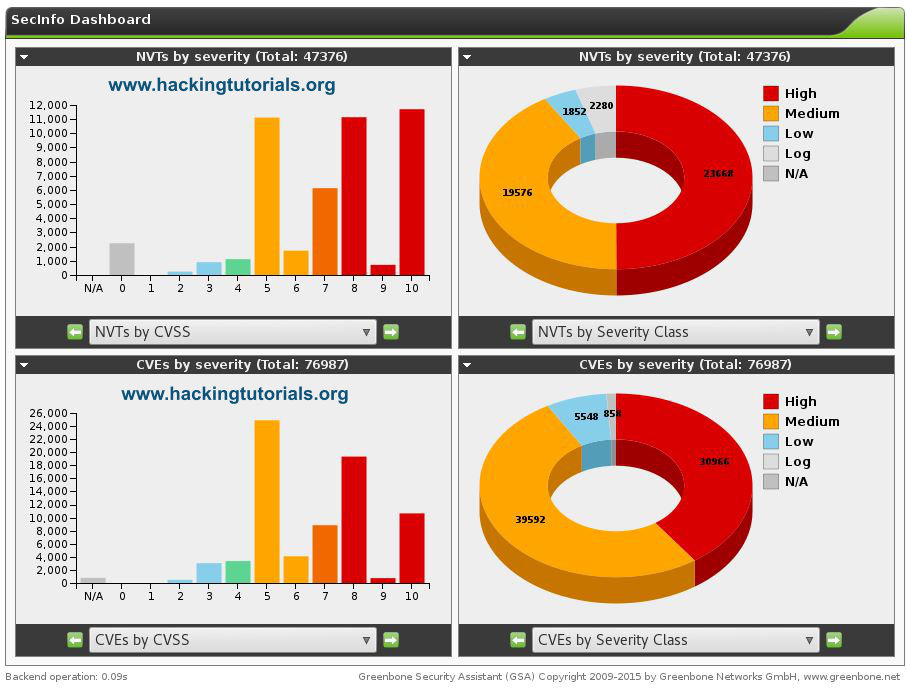 SecInfo Dashboard
NVTs by severity (Total: 47376)
www.hackingtutorials.org
12,000
11,000
10,000
9,000
8,000
7,000
6,000
5,000
4,000
3,000
2,000
1,000
0
N/A 0 1 2 3 4 5 6 7 8 9 10
NVTs by CVSS
NVTs by severity (Total: 47376)
1852 2280
23668
19576
High
Medium
Low
Log
N/A
NVTs by Severity Class
CVEs by severity (Total: 76987)
www.hackingtutorials.org
26,000
24,000
22,000
20,000
18,000
16,000
14,000
12,000
10,000
8,000
6,000
4,000
2,000
0
N/A 0 1 2 3 4 5 6 7 8 9 10
CVEs by CVSS
CVEs by severity (Total: 76987)
5548 858
30966
39592
High
Medium
Low
Log
N/A
CVEs by Severity Class
Backend operation: 0.09s
Greenbone Security Assistant (GSA) Copyright 2009-2015 by Greenbone Networks GmbH, www.greenbone.net